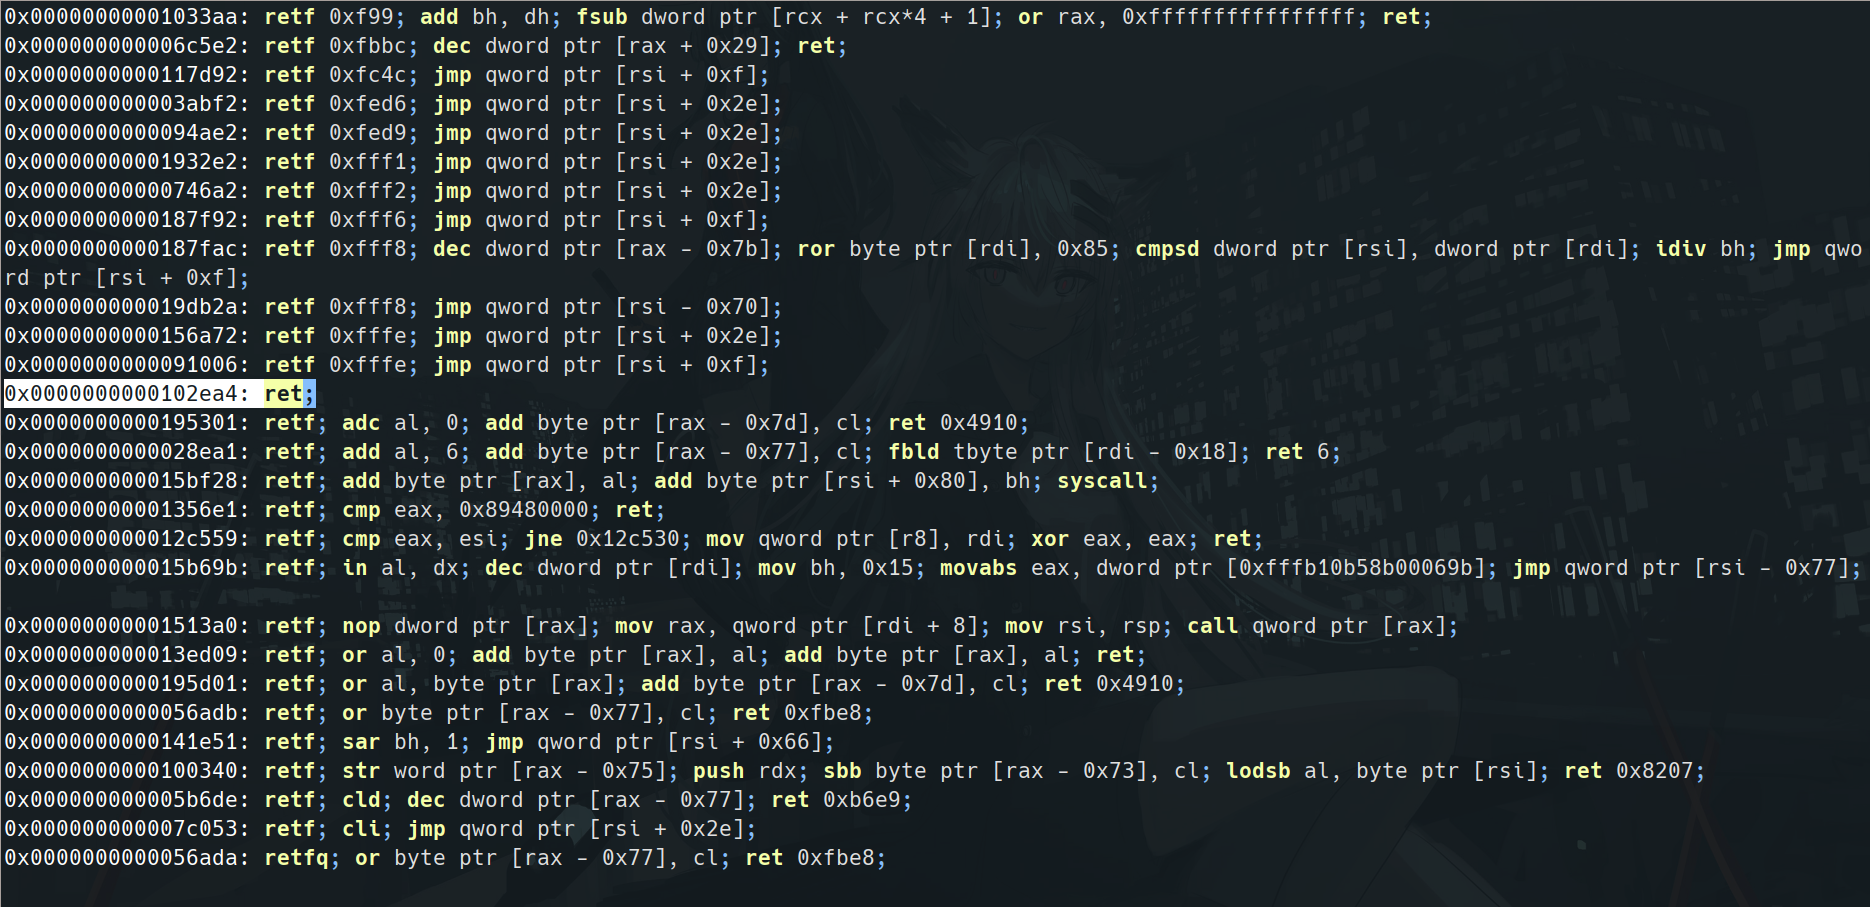 0x00000000001033aa: retf 0xf99; add bh, dh; fsub dword ptr [rcx + rcx*4 + 1]; or rax, 0xffffffffffffffff; ret;
0x000000000006c5e2: retf 0xfbbc; dec dword ptr [rax + 0x29]; ret;
0x0000000000117d92: retf 0xfc4c; jmp qword ptr [rsi + 0xf];
0x000000000003abf2: retf 0xfed6; jmp qword ptr [rsi + 0x2e];
0x0000000000094ae2: retf 0xfed9; jmp qword ptr [rsi + 0x2e];
0x00000000001932e2: retf 0xfff1; jmp qword ptr [rsi + 0x2e];
0x00000000000746a2: retf 0xfff2; jmp qword ptr [rsi + 0x2e];
0x0000000000187f92: retf 0xfff6; jmp qword ptr [rsi + 0xf];
0x0000000000187fac: retf 0xfff8; dec dword ptr [rax - 0x7b]; ror byte ptr [rdi], 0x85; cmpsd dword ptr [rsi], dword ptr [rdi]; idiv bh; jmp qwo
rd ptr [rsi + 0xf];
0x000000000019db2a: retf 0xfff8; jmp qword ptr [rsi - 0x70];
0x0000000000156a72: retf 0xfffe; jmp qword ptr [rsi + 0x2e];
0x0000000000091006: retf 0xfffe; jmp qword ptr [rsi + 0xf];
0x0000000000102ea4: ret;
0x0000000000195301: retf; adc al, 0; add byte ptr [rax - 0x7d], cl; ret 0x4910;
0x0000000000028ea1: retf; add al, 6; add byte ptr [rax - 0x77], cl; fbld tbyte ptr [rdi - 0x18]; ret 6;
0x000000000015bf28: retf; add byte ptr [rax], al; add byte ptr [rsi + 0x80], bh; syscall;
0x00000000001356e1: retf; cmp eax, 0x89480000; ret;
0x000000000012c559: retf; cmp eax, esi; jne 0x12c530; mov qword ptr [r8], rdi; xor eax, eax; ret;
0x000000000015b69b: retf; in al, dx; dec dword ptr [rdi]; mov bh, 0x15; movabs eax, dword ptr [0xfffb10b58b00069b]; jmp qword ptr [rsi - 0x77];
0x00000000001513a0: retf; nop dword ptr [rax]; mov rax, qword ptr [rdi + 8]; mov rsi, rsp; call qword ptr [rax];
0x000000000013ed09: retf; or al, 0; add byte ptr [rax], al; add byte ptr [rax], al; ret;
0x0000000000195d01: retf; or al, byte ptr [rax]; add byte ptr [rax - 0x7d], cl; ret 0x4910;
0x0000000000056adb: retf; or byte ptr [rax - 0x77], cl; ret 0xfbe8;
0x0000000000141e51: retf; sar bh, 1; jmp qword ptr [rsi + 0x66];
0x0000000000100340: retf; str word ptr [rax - 0x75]; push rdx; sbb byte ptr [rax - 0x73], cl; lodsb al, byte ptr [rsi]; ret 0x8207;
0x000000000005b6de: retf; cld; dec dword ptr [rax - 0x77]; ret 0xb6e9;
0x000000000007c053: retf; cli; jmp qword ptr [rsi + 0x2e];
0x0000000000056ada: retfq; or byte ptr [rax - 0x77], cl; ret 0xfbe8;